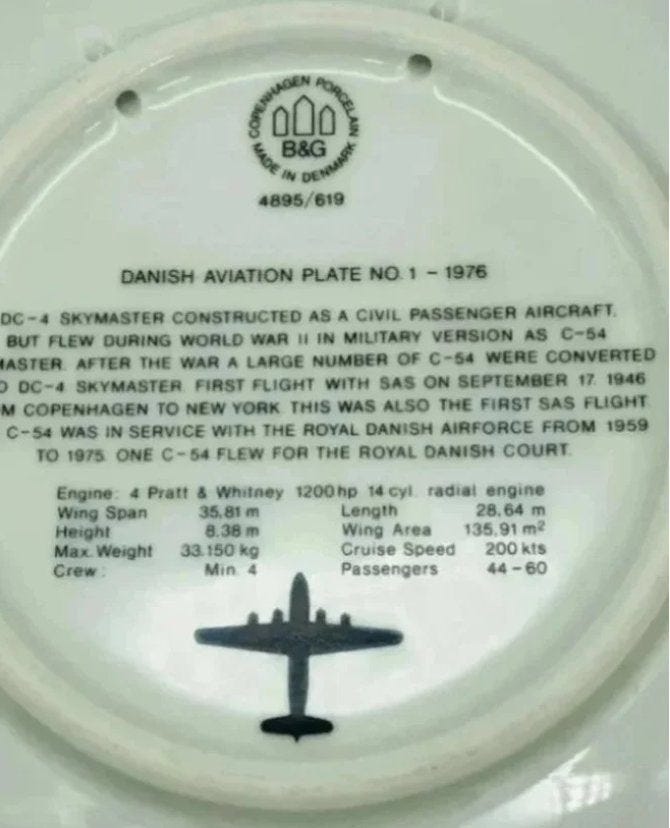 COPENHAGEN PORCELAIN
B&G
MADE IN DENMARK
4895/619
DANISH AVIATION PLATE NO. 1 - 1976
DC-4 SKYMASTER CONSTRUCTED AS A CIVIL PASSENGER AIRCRAFT.
BUT FLEW DURING WORLD WAR II IN MILITARY VERSION AS C-54
MASTER. AFTER THE WAR A LARGE NUMBER OF C-54 WERE CONVERTED
O DC-4 SKYMASTER. FIRST FLIGHT WITH SAS ON SEPTEMBER 17. 1946
M COPENHAGEN TO NEW YORK. THIS WAS ALSO THE FIRST SAS FLIGHT
C-54 WAS IN SERVICE WITH THE ROYAL DANISH AIRFORCE FROM 1959
TO 1975. ONE C-54 FLEW FOR THE ROYAL DANISH COURT.
Engine: 4 Pratt & Whitney 1200hp 14 cyl. radial engine
Wing Span 35,81 m Length 28,64 m
Height 8.38 m Wing Area 135,91 m²
Max. Weight 33.150 kg Cruise Speed 200 kts
Crew: Min. 4 Passengers 44-60